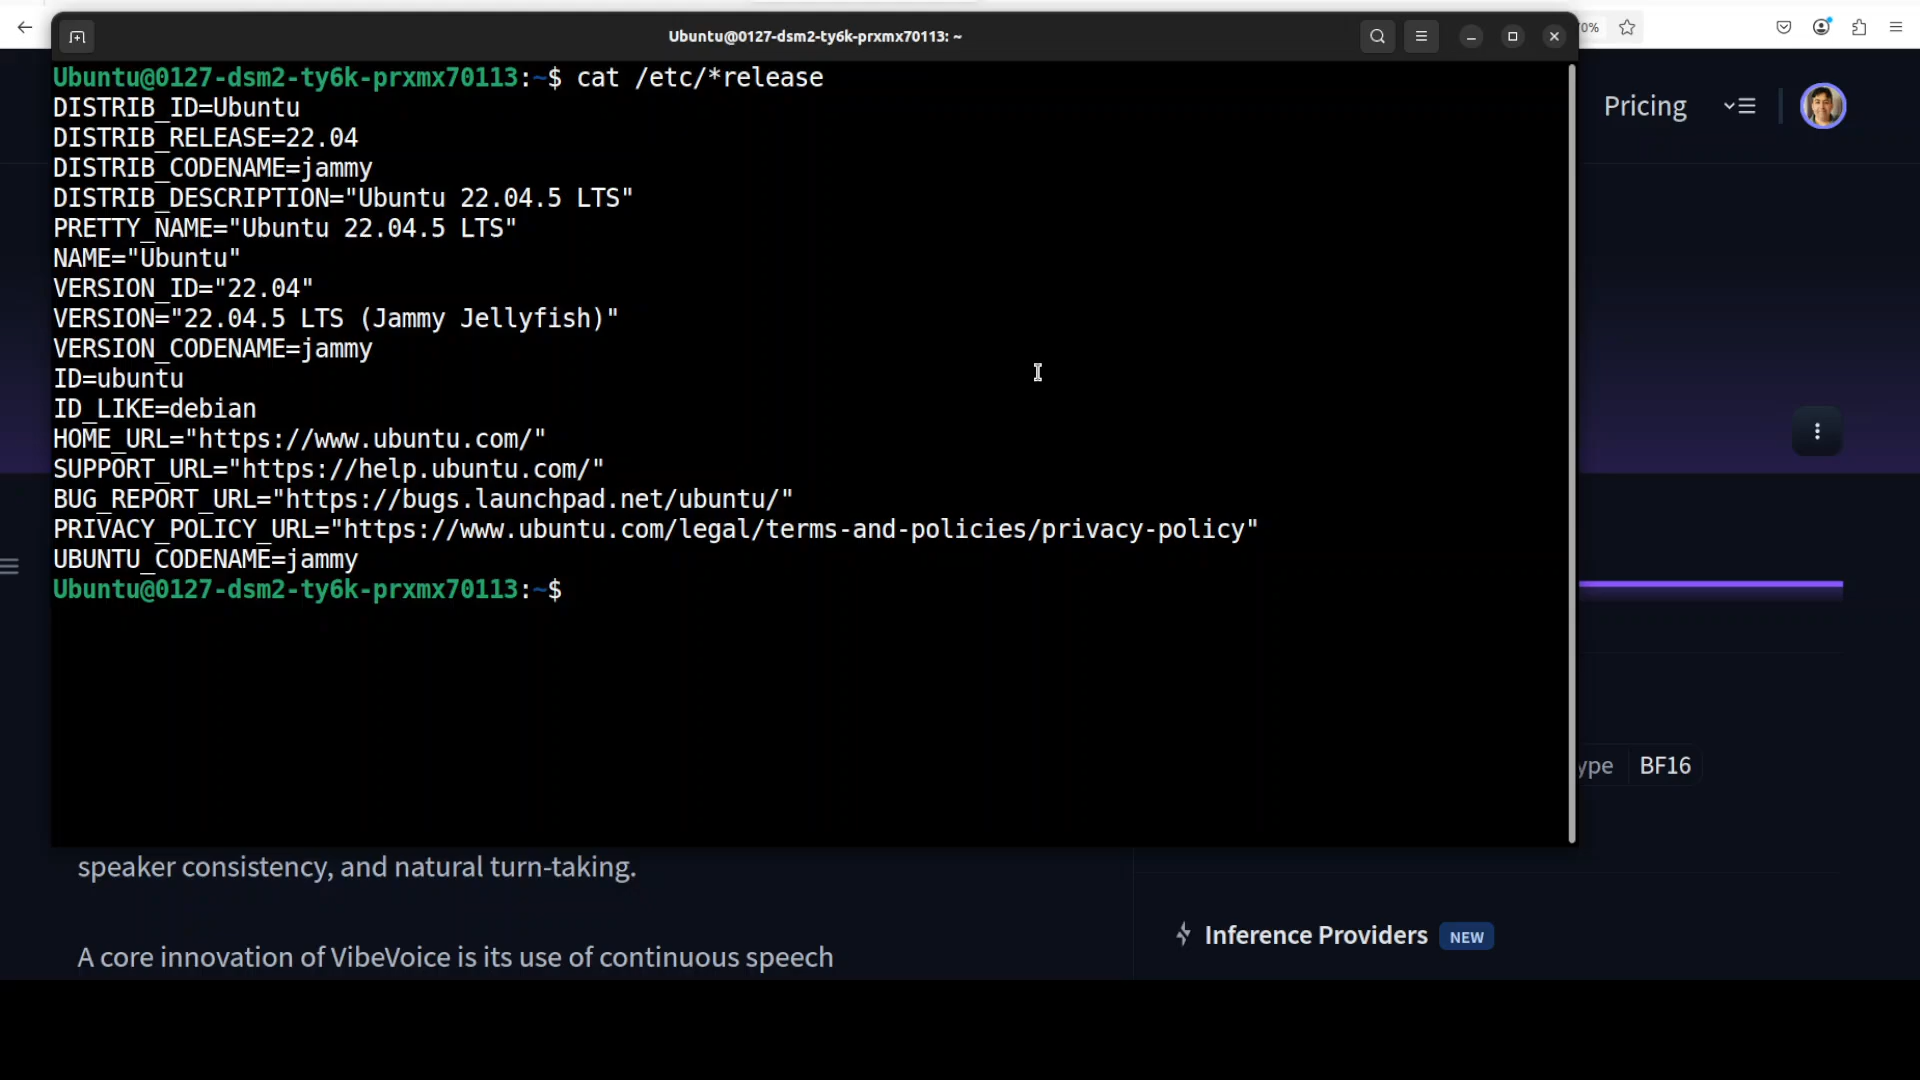 Ubuntu@0127-dsm2-ty6k-prxmx70113: ~
Ubuntu@0127-dsm2-ty6k-prxmx70113:~$ cat /etc/*release
DISTRIB_ID=Ubuntu
DISTRIB_RELEASE=22.04
DISTRIB_CODENAME=jammy
DISTRIB_DESCRIPTION="Ubuntu 22.04.5 LTS"
PRETTY_NAME="Ubuntu 22.04.5 LTS"
NAME="Ubuntu"
VERSION_ID="22.04"
VERSION="22.04.5 LTS (Jammy Jellyfish)"
VERSION_CODENAME=jammy
ID=ubuntu
ID_LIKE=debian
HOME_URL="https://www.ubuntu.com/"
SUPPORT_URL="https://help.ubuntu.com/"
BUG_REPORT_URL="https://bugs.launchpad.net/ubuntu/"
PRIVACY_POLICY_URL="https://www.ubuntu.com/legal/terms-and-policies/privacy-policy"
UBUNTU_CODENAME=jammy
Ubuntu@0127-dsm2-ty6k-prxmx70113:~$
Pricing
BF16
speaker consistency, and natural turn-taking.
A core innovation of VibeVoice is its use of continuous speech
Inference Providers NEW